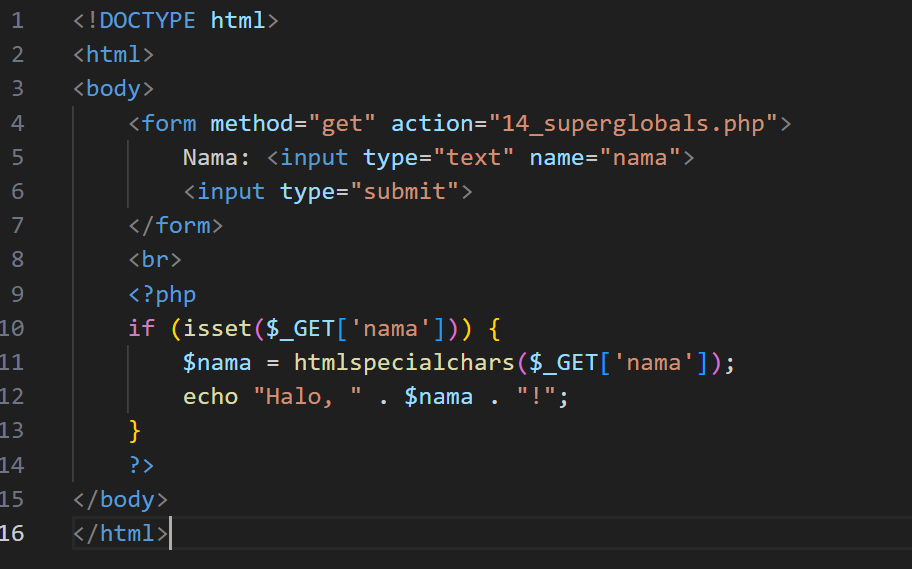 1 <!DOCTYPE html>
2 <html>
3 <body>
4 <form method="get" action="14_superglobals.php">
5 Nama: <input type="text" name="nama">
6 <input type="submit">
7 </form>
8 <br>
9 <?php
10 if (isset($_GET['nama'])) {
11 $nama = htmlspecialchars($_GET['nama']);
12 echo "Halo, " . $nama . "!";
13 }
14 ?>
15 </body>
16 </html>